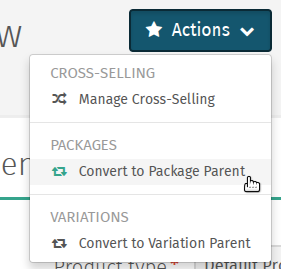 w
Actions
CROSS-SELLING
Manage Cross-Selling
PACKAGES
en
Convert to Package Parent
VARIATIONS
Convert to Variation Parent
Product type * Default Pro